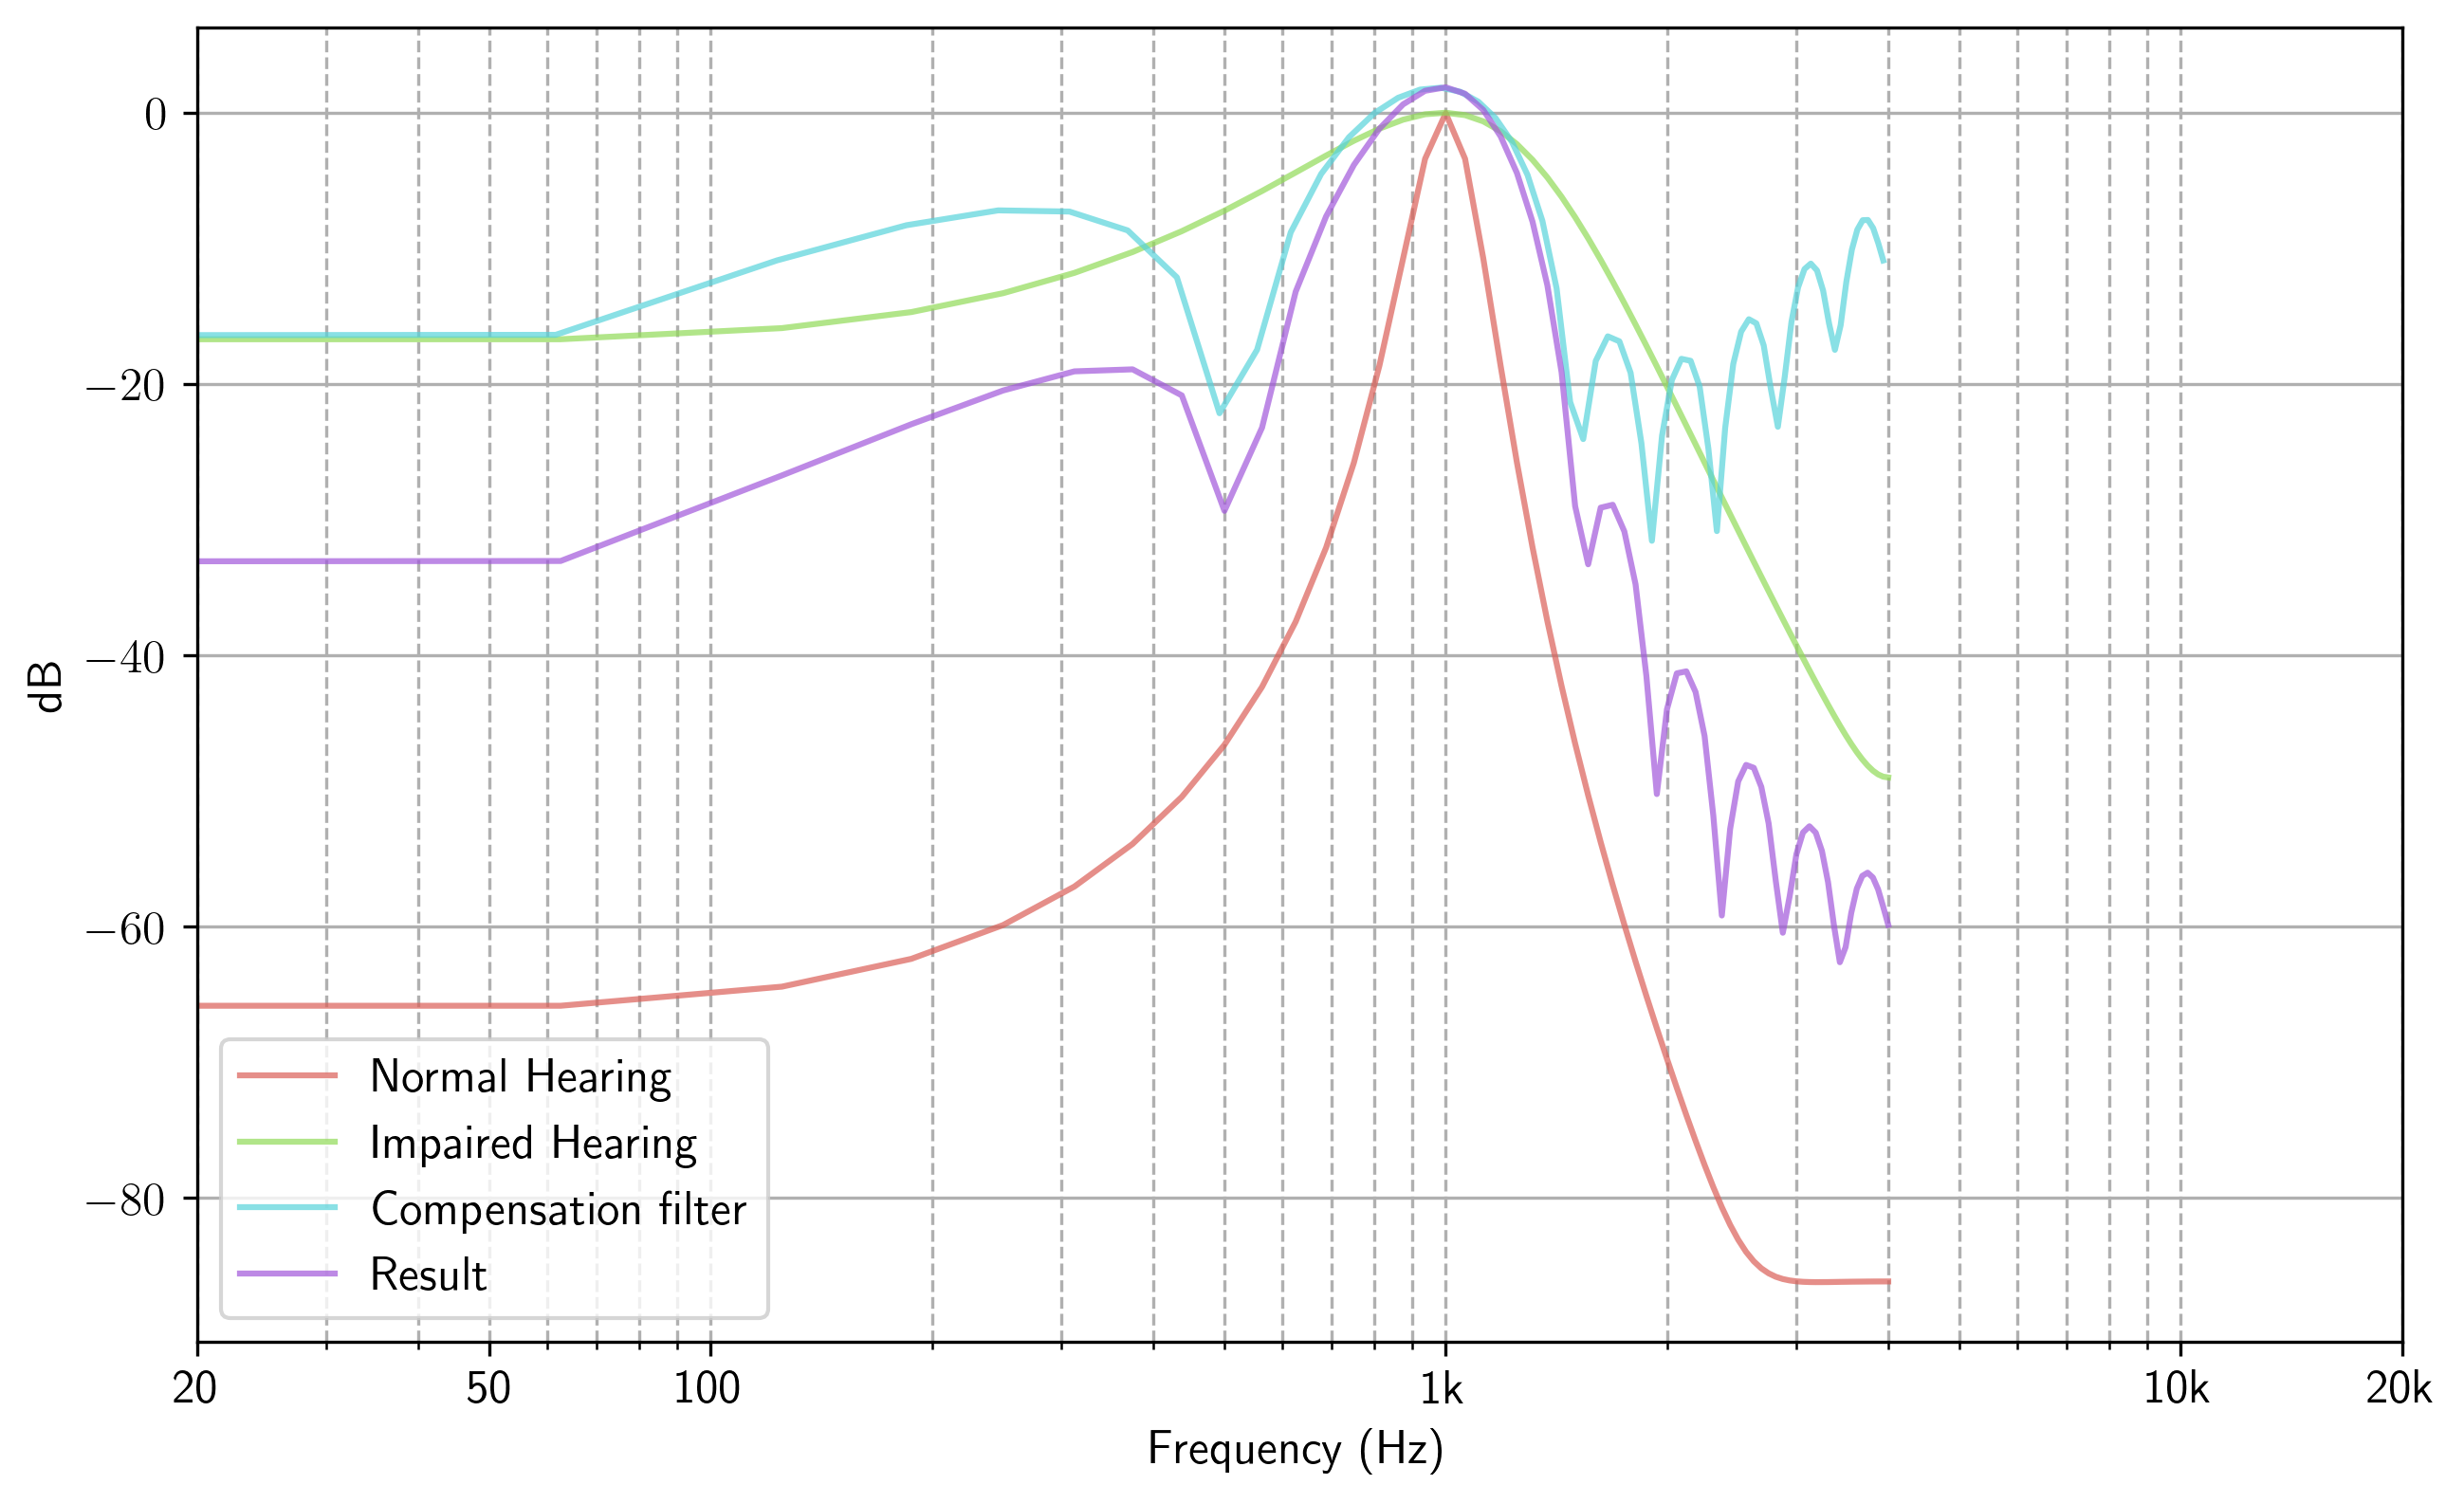 0
−20
−40
−60
−80
dB
Normal Hearing
Impaired Hearing
Compensation filter
Result
20 50 100 1k 10k 20k
Frequency (Hz)